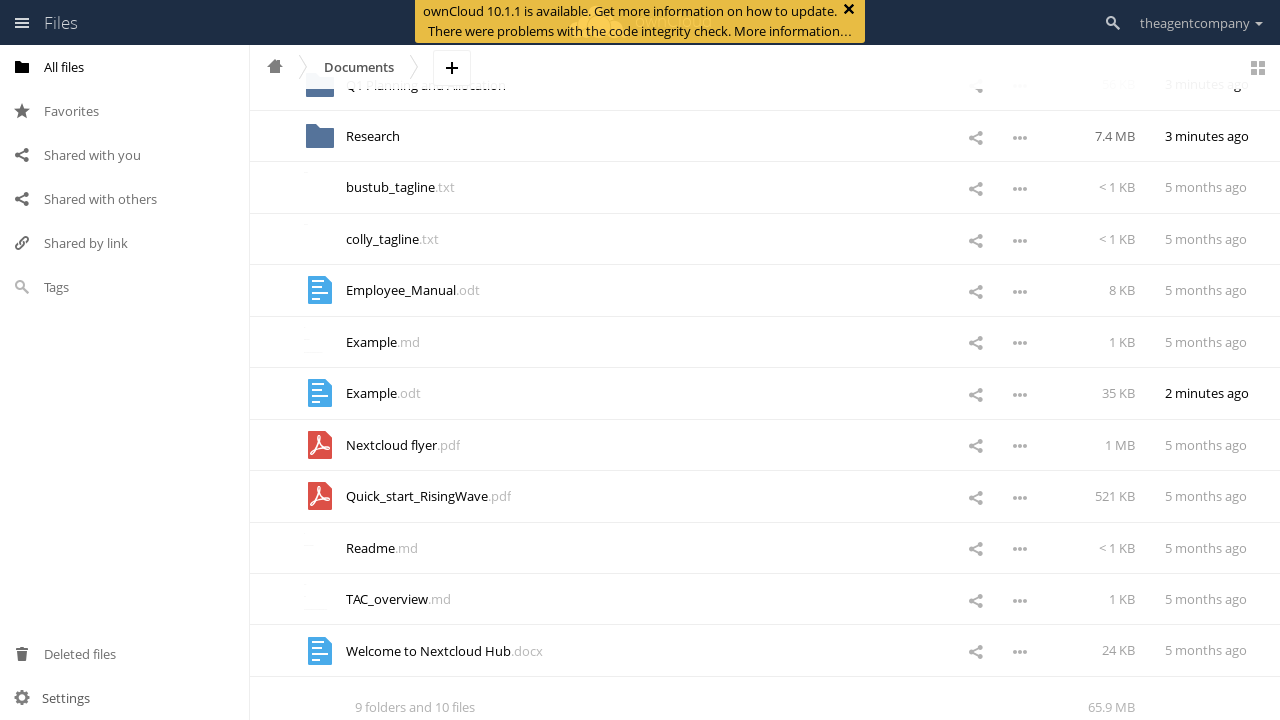 Files
ownCloud 10.1.1 is available. Get more information on how to update.
There were problems with the code integrity check. More information…
theagentcompany
All files
Favorites
Shared with you
Shared with others
Shared by link
Tags
Deleted files
Settings
Documents
Q1 Planning and Allocation 3 minutes ago
Research 7.4 MB 3 minutes ago
bustub_tagline.txt < 1 KB 5 months ago
colly_tagline.txt < 1 KB 5 months ago
Employee_Manual.odt 8 KB 5 months ago
Example.md 1 KB 5 months ago
Example.odt 35 KB 2 minutes ago
Nextcloud flyer.pdf 1 MB 5 months ago
Quick_start_RisingWave.pdf 521 KB 5 months ago
Readme.md < 1 KB 5 months ago
TAC_overview.md 1 KB 5 months ago
Welcome to Nextcloud Hub.docx 24 KB 5 months ago
9 folders and 10 files 65.9 MB